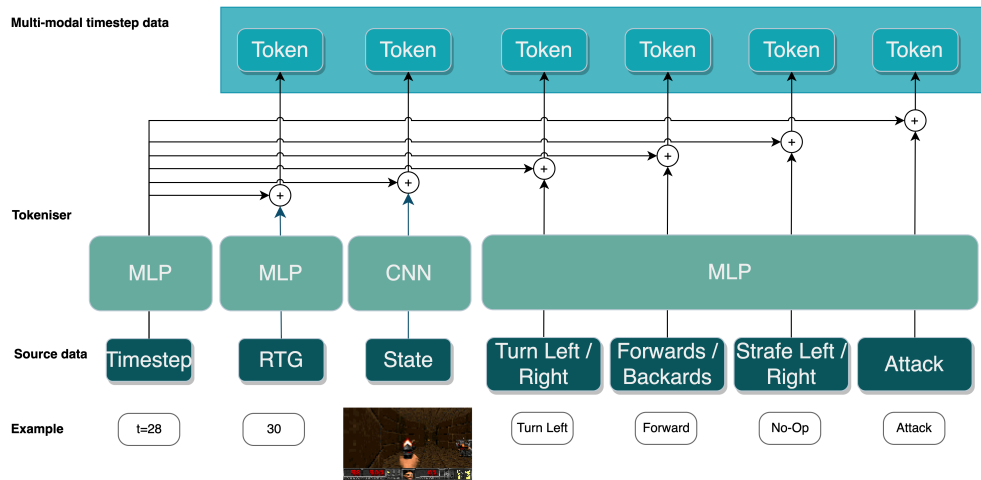 Multi-modal timestep data
Token Token Token Token Token Token
+
+
+
+
+
+
Tokeniser
MLP MLP CNN MLP
Source data
Timestep RTG State Turn Left / Right Forwards / Backards Strafe Left / Right Attack
Example
t=28 30 Turn Left Forward No-Op Attack